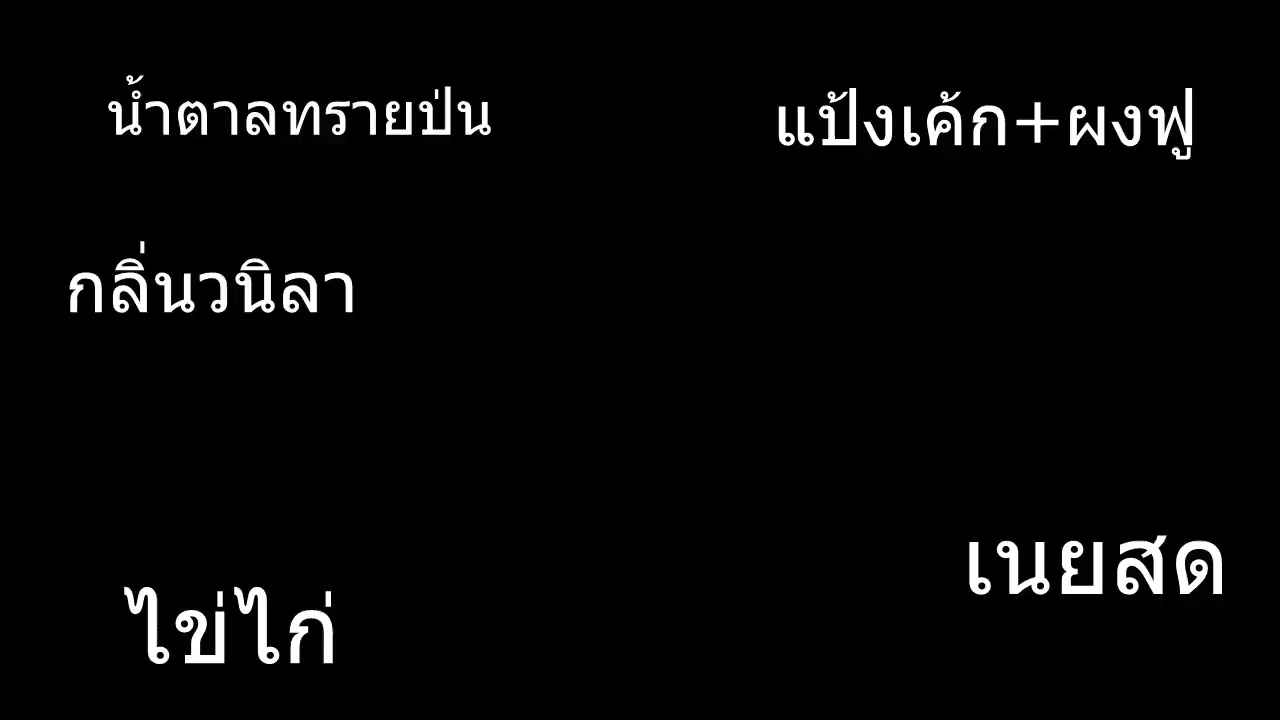 น้ำตาลทรายป่น
แป้งเค้ก+ผงฟู
กลิ่นวนิลา
เนยสด
ไข่ไก่